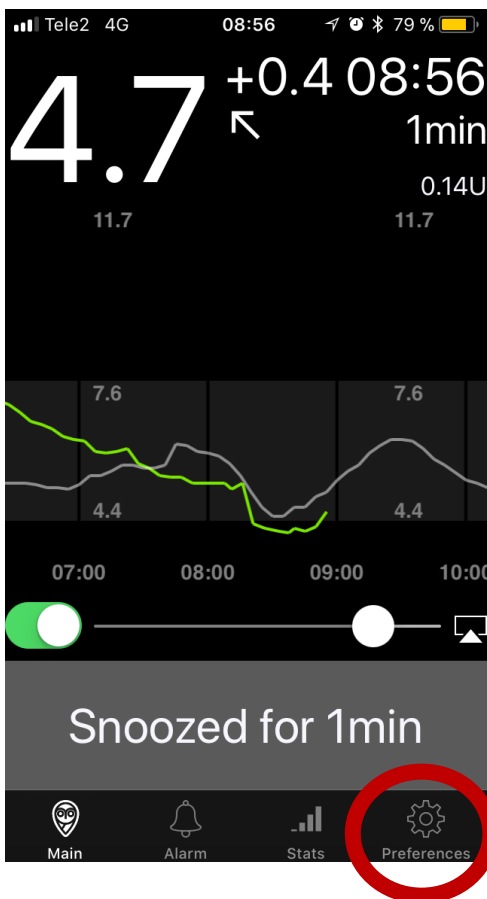 Tele2 4G 08:56 79 %
4.7 +0.4 08:56
1min
0.14U
11.7 11.7
7.6 7.6
4.4 4.4
07:00 08:00 09:00 10:00
Snoozed for 1min
Main Alarm Stats Preferences